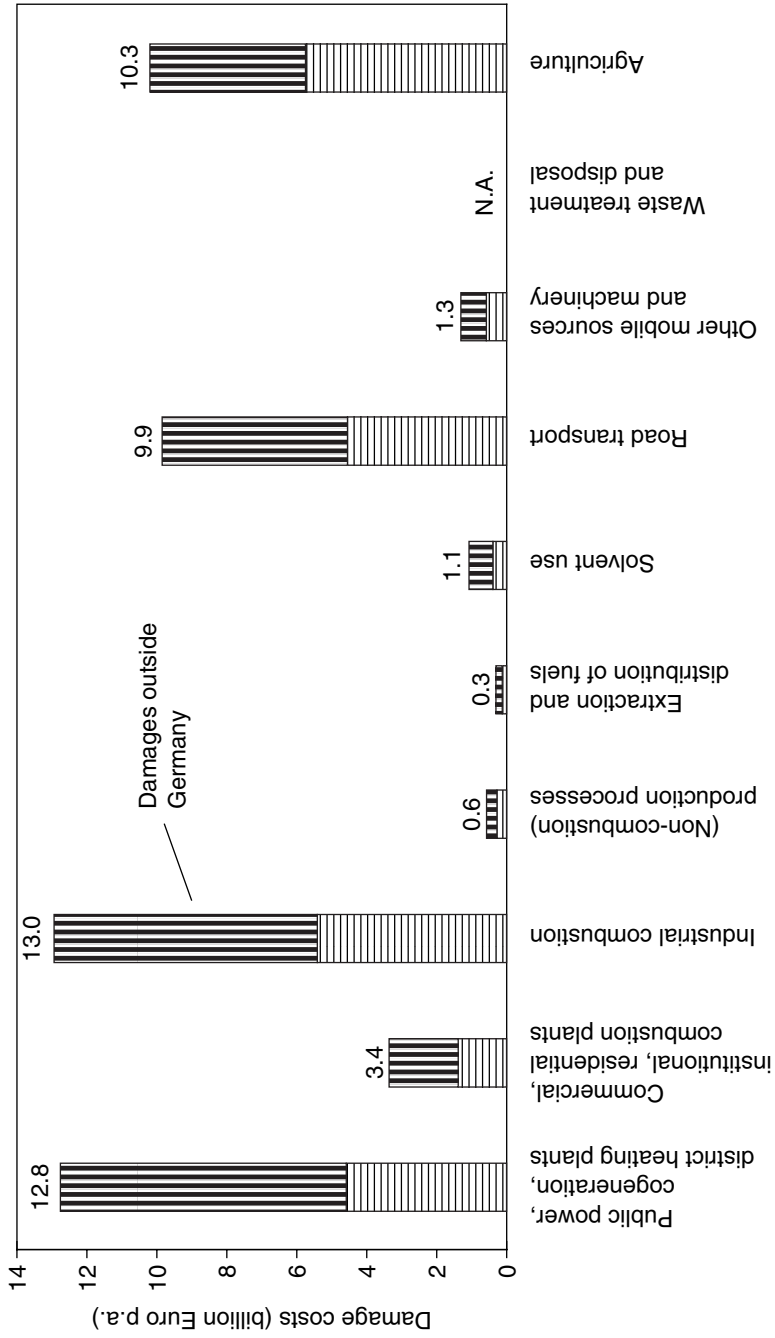 Damage costs (billion Euro p.a.)
14
12
10
8
6
4
2
0
12.8
3.4
13.0
0.6
0.3
1.1
9.9
1.3
N.A.
10.3
Damages outside
Germany
Public power,
cogeneration,
district heating plants
Commercial,
institutional, residential
combustion plants
Industrial combustion
(Non-combustion)
production processes
Extraction and
distribution of fuels
Solvent use
Road transport
Other mobile sources
and machinery
Waste treatment
and disposal
Agriculture